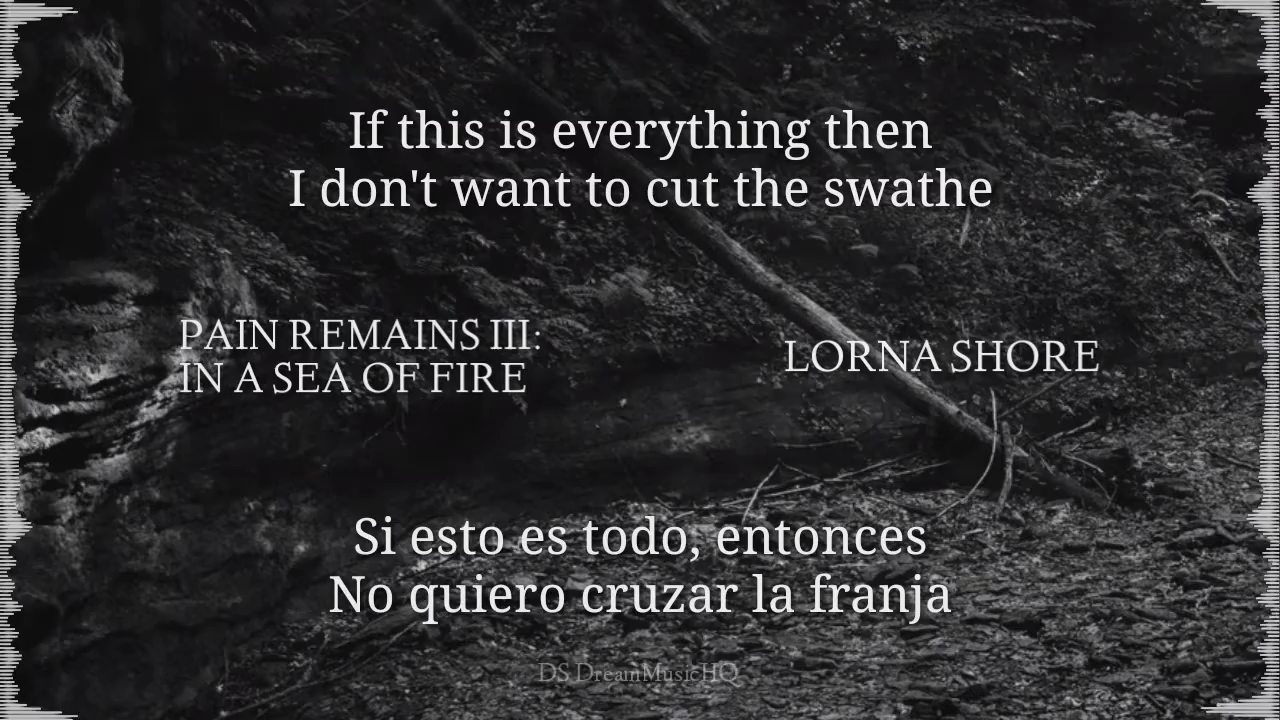 If this is everything then
I don't want to cut the swathe
PAIN REMAINS III:
IN A SEA OF FIRE
LORNA SHORE
Si esto es todo, entonces
No quiero cruzar la franja
DS DreamMusicHQ